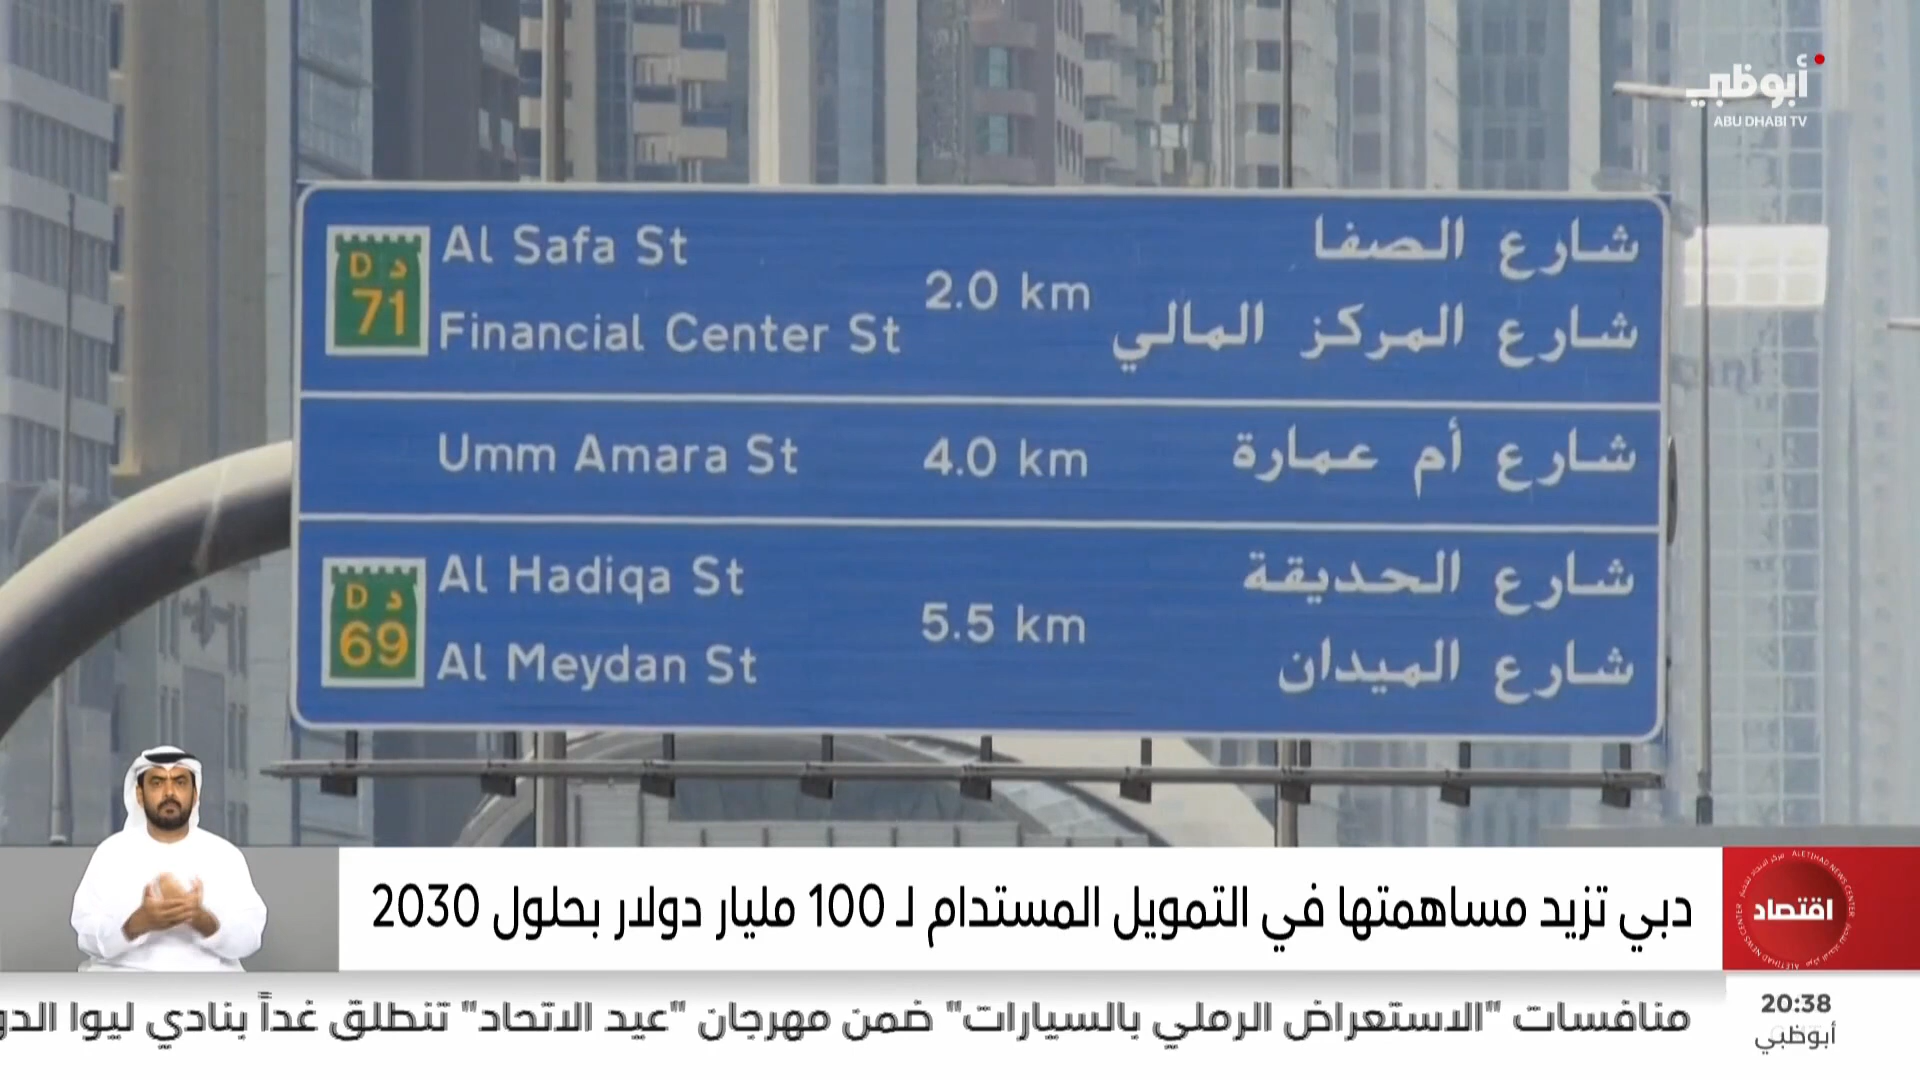 أبوظبي
ABU DHABI TV
D د
71
Al Safa St
Financial Center St
2.0 km
شارع الصفا
شارع المركز المالي
Umm Amara St
4.0 km
شارع أم عمارة
D د
69
Al Hadiqa St
Al Meydan St
5.5 km
شارع الحديقة
شارع الميدان
اقتصاد
ALETIHAD NEWS CENTER
دبي تزيد مساهمتها في التمويل المستدام لـ 100 مليار دولار بحلول 2030
20:38
أبوظبي
منافسات "الاستعراض الرملي بالسيارات" ضمن مهرجان "عيد الاتحاد" تنطلق غداً بنادي ليوا